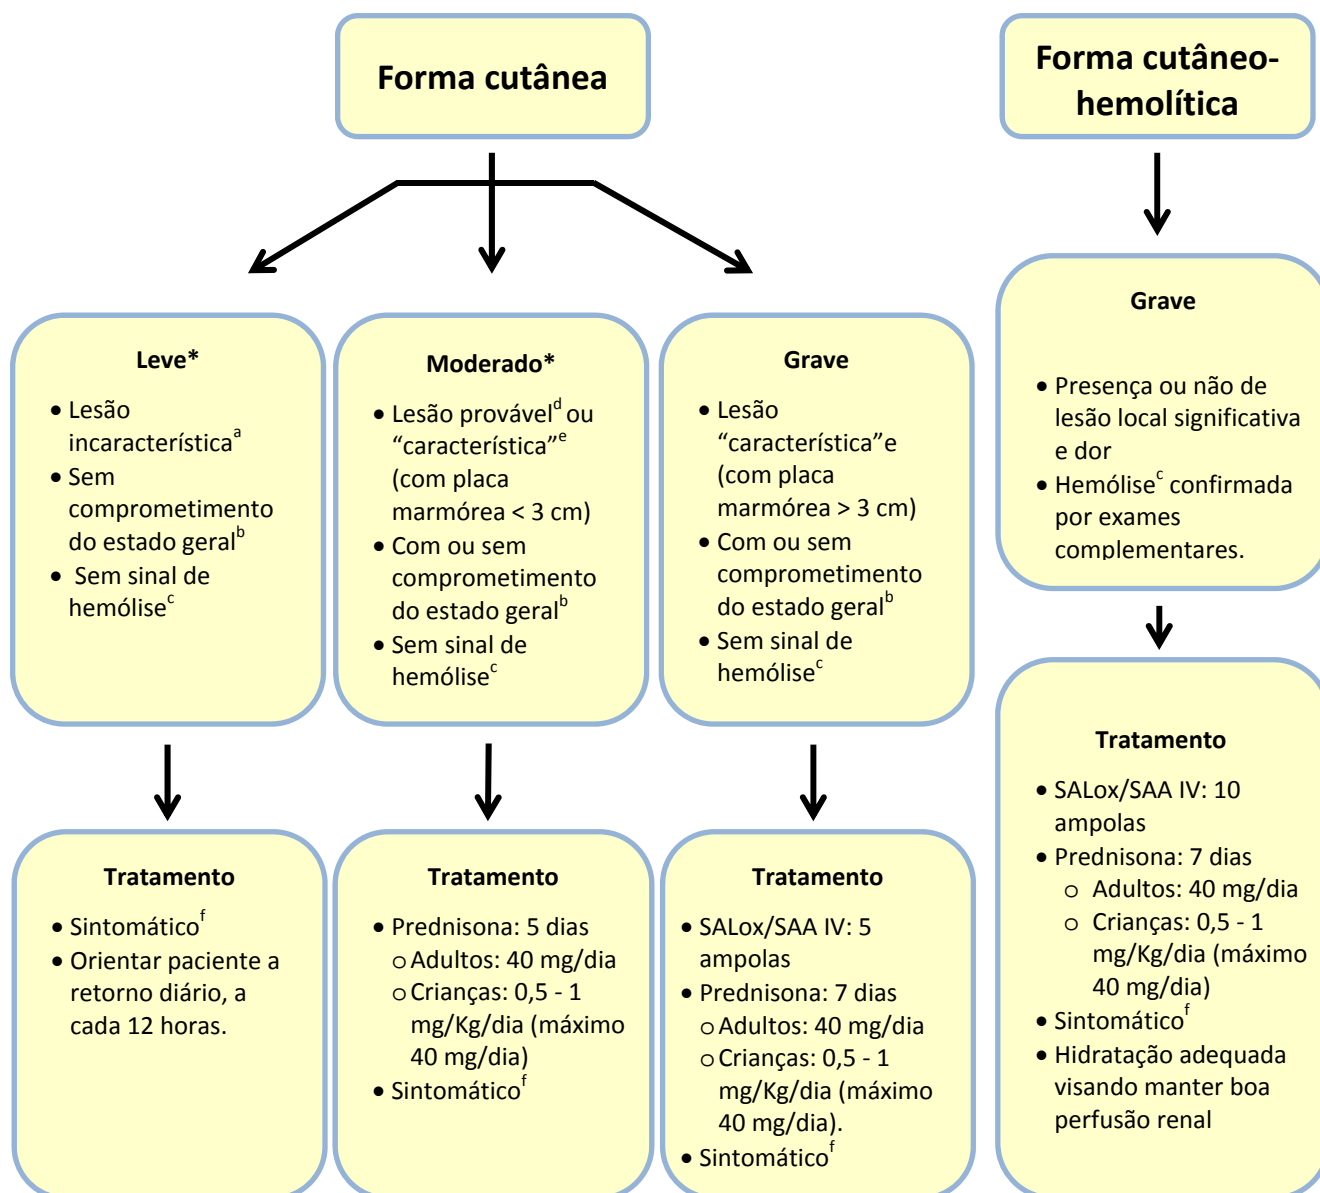 Forma cutânea
Forma cutâneo-
hemolítica
Leve*
• Lesão
incaracterística^a
• Sem
comprometimento
do estado geral^b
• Sem sinal de
hemólise^c
Moderado*
• Lesão provável^d ou
“característica”^e
(com placa
marmórea < 3 cm)
• Com ou sem
comprometimento
do estado geral^b
• Sem sinal de
hemólise^c
Grave
• Lesão
“característica”e
(com placa
marmórea > 3 cm)
• Com ou sem
comprometimento
do estado geral^b
• Sem sinal de
hemólise^c
Grave
• Presença ou não de
lesão local significativa
e dor
• Hemólise^c confirmada
por exames
complementares.
Tratamento
• Sintomático^f
• Orientar paciente a
retorno diário, a
cada 12 horas.
Tratamento
• Prednisona: 5 dias
o Adultos: 40 mg/dia
o Crianças: 0,5 - 1
mg/Kg/dia (máximo
40 mg/dia)
• Sintomático^f
Tratamento
• SALox/SAA IV: 5
ampolas
• Prednisona: 7 dias
o Adultos: 40 mg/dia
o Crianças: 0,5 - 1
mg/Kg/dia (máximo
40 mg/dia).
• Sintomático^f
Tratamento
• SALox/SAA IV: 10
ampolas
• Prednisona: 7 dias
o Adultos: 40 mg/dia
o Crianças: 0,5 - 1
mg/Kg/dia (máximo
40 mg/dia)
• Sintomático^f
• Hidratação adequada
visando manter boa
perfusão renal